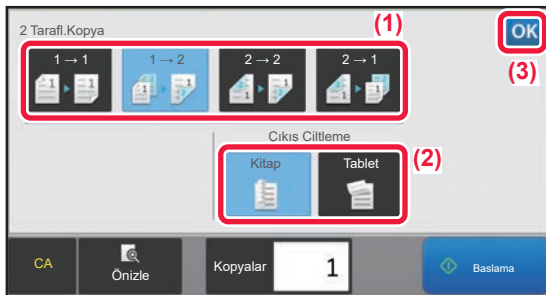 2 Tarafl.Kopya
(1)
OK
1 → 1
1 → 2
2 → 2
2 → 1
(3)
Cıkıs Ciltleme
Kitap
Tablet
(2)
CA
Önizle
Kopyalar
1
Baslama